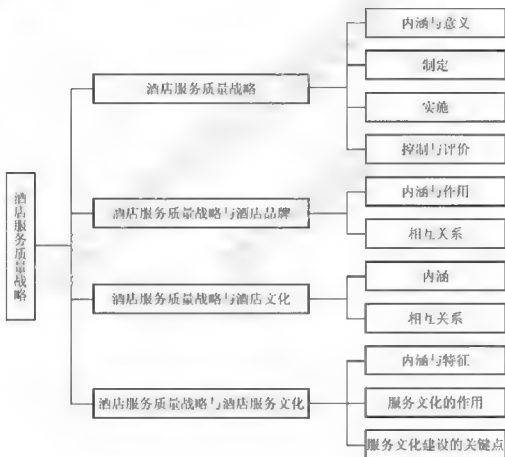 酒店服务质量战略
酒店服务质量战略
内涵与意义
制定
实施
控制与评价
酒店服务质量战略与酒店品牌
内涵与作用
相互关系
酒店服务质量战略与酒店文化
内涵
相互关系
酒店服务质量战略与酒店服务文化
内涵与特征
服务文化的作用
服务文化建设的关键点